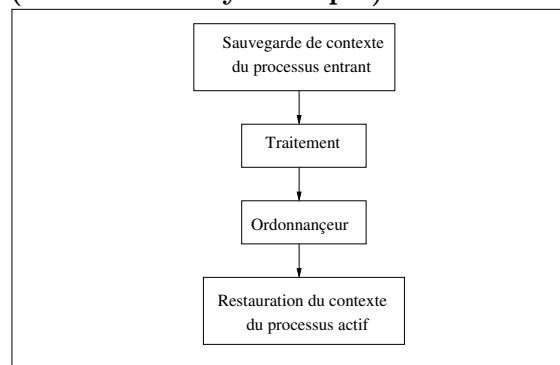 Sauvegarde de contexte
du processus entrant
Traitement
Ordonnançeur
Restauration du contexte
du processus actif